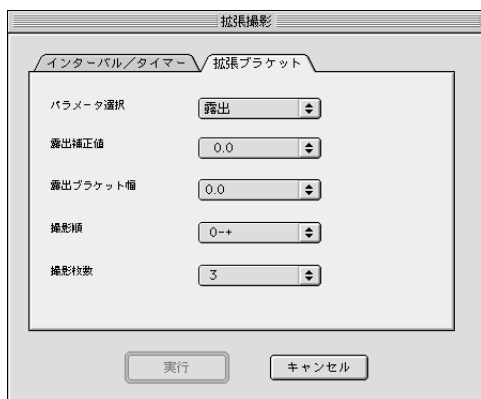 拡張撮影
インターバル／タイマー 拡張ブラケット
パラメータ選択 露出
露出補正値 0.0
露出ブラケット幅 0.0
撮影順 0-+
撮影枚数 3
実行 キャンセル